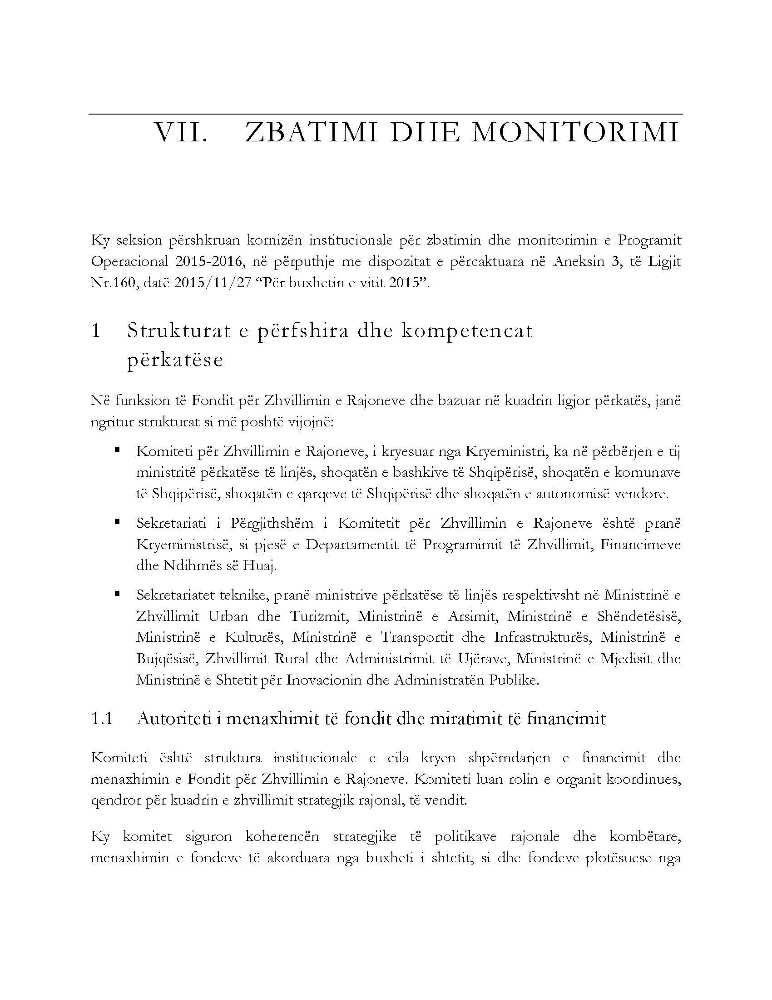 VII. ZBATIMI DHE MONITORIMI
Ky seksion përshkruan kornizën institucionale për zbatimin dhe monitorimin e Programit
Operacional 2015-2016, në përputhje me dispozitat e përcaktuara në Aneksin 3, të Ligjit
Nr.160, datë 2015/11/27 “Për buxhetin e vitit 2015”.
1 Strukturat e përfshira dhe kompetencat
përkatëse
Në funksion të Fondit për Zhvillimin e Rajoneve dhe bazuar në kuadrin ligjor përkatës, janë
ngritur strukturat si më poshtë vijojnë:
▪ Komiteti për Zhvillimin e Rajoneve, i kryesuar nga Kryeministri, ka në përbërjen e tij
ministritë përkatëse të linjës, shoqatën e bashkive të Shqipërisë, shoqatën e komunave
të Shqipërisë, shoqatën e qarqeve të Shqipërisë dhe shoqatën e autonomisë vendore.
▪ Sekretariati i Përgjithshëm i Komitetit për Zhvillimin e Rajoneve është pranë
Kryeministrisë, si pjesë e Departamentit të Programimit të Zhvillimit, Financimeve
dhe Ndihmës së Huaj.
▪ Sekretariatet teknike, pranë ministrive përkatëse të linjës respektivsht në Ministrinë e
Zhvillimit Urban dhe Turizmit, Ministrinë e Arsimit, Ministrinë e Shëndetësisë,
Ministrinë e Kulturës, Ministrinë e Transportit dhe Infrastrukturës, Ministrinë e
Bujqësisë, Zhvillimit Rural dhe Administrimit të Ujërave, Ministrinë e Mjedisit dhe
Ministrinë e Shtetit për Inovacionin dhe Administratën Publike.
1.1 Autoriteti i menaxhimit të fondit dhe miratimit të financimit
Komiteti është struktura institucionale e cila kryen shpërndarjen e financimit dhe
menaxhimin e Fondit për Zhvillimin e Rajoneve. Komiteti luan rolin e organit koordinues,
qendror për kuadrin e zhvillimit strategjik rajonal, të vendit.
Ky komitet siguron koherencën strategjike të politikave rajonale dhe kombëtare,
menaxhimin e fondeve të akorduara nga buxheti i shtetit, si dhe fondeve plotësuese nga